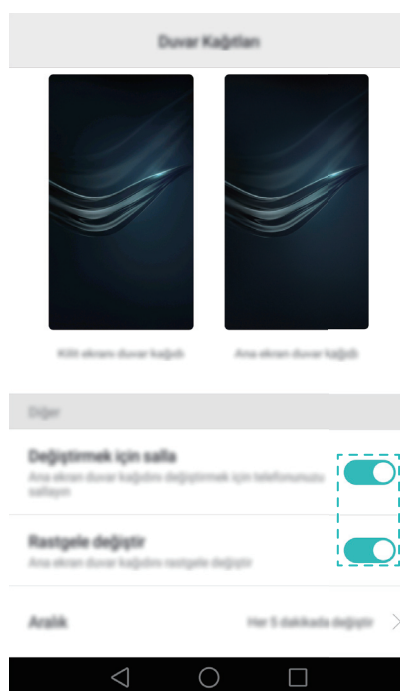 Duvar Kağıtları
Kilit ekranı duvar kağıdı
Ana ekran duvar kağıdı
Diğer
Değiştirmek için salla
Ana ekran duvar kağıdını değiştirmek için telefonunuzu
sallayın
Rastgele değiştir
Ana ekran duvar kağıdını rastgele değiştir
Aralık
Her 5 dakikada değiştir